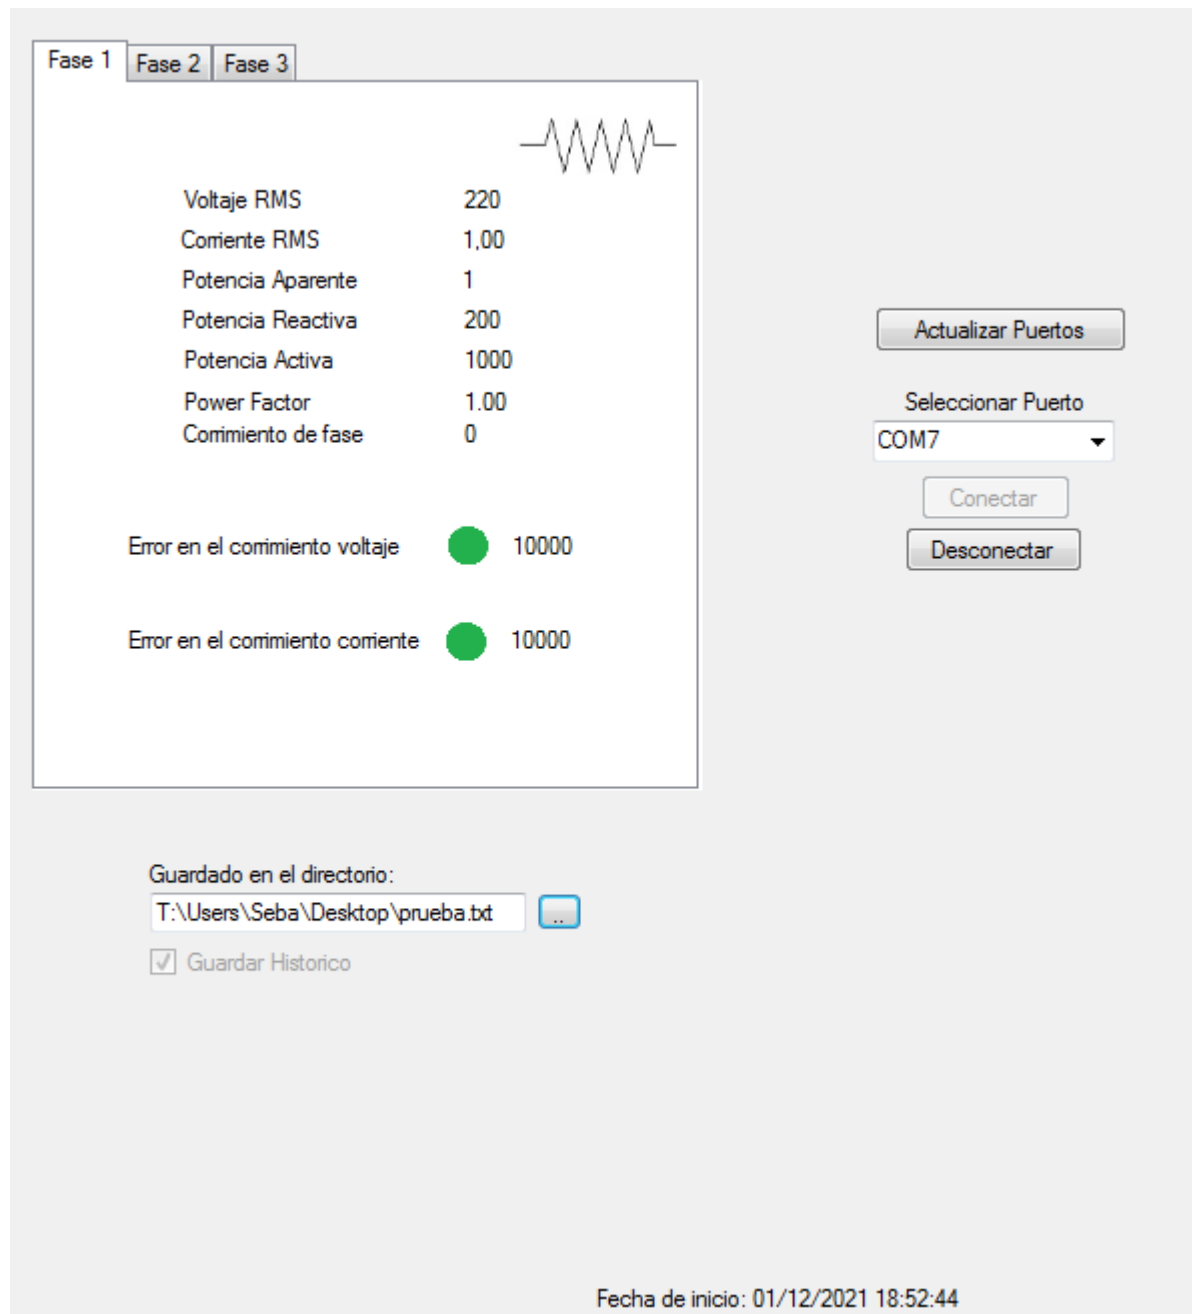 Fase 1 Fase 2 Fase 3
Voltaje RMS 220
Corriente RMS 1,00
Potencia Aparente 1
Potencia Reactiva 200
Potencia Activa 1000
Power Factor 1.00
Corrimiento de fase 0
Error en el corrimiento voltaje 10000
Error en el corrimiento corriente 10000
Actualizar Puertos
Seleccionar Puerto
COM7
Conectar
Desconectar
Guardado en el directorio:
T:\Users\Seba\Desktop\prueba.txt ..
Guardar Historico
Fecha de inicio: 01/12/2021 18:52:44